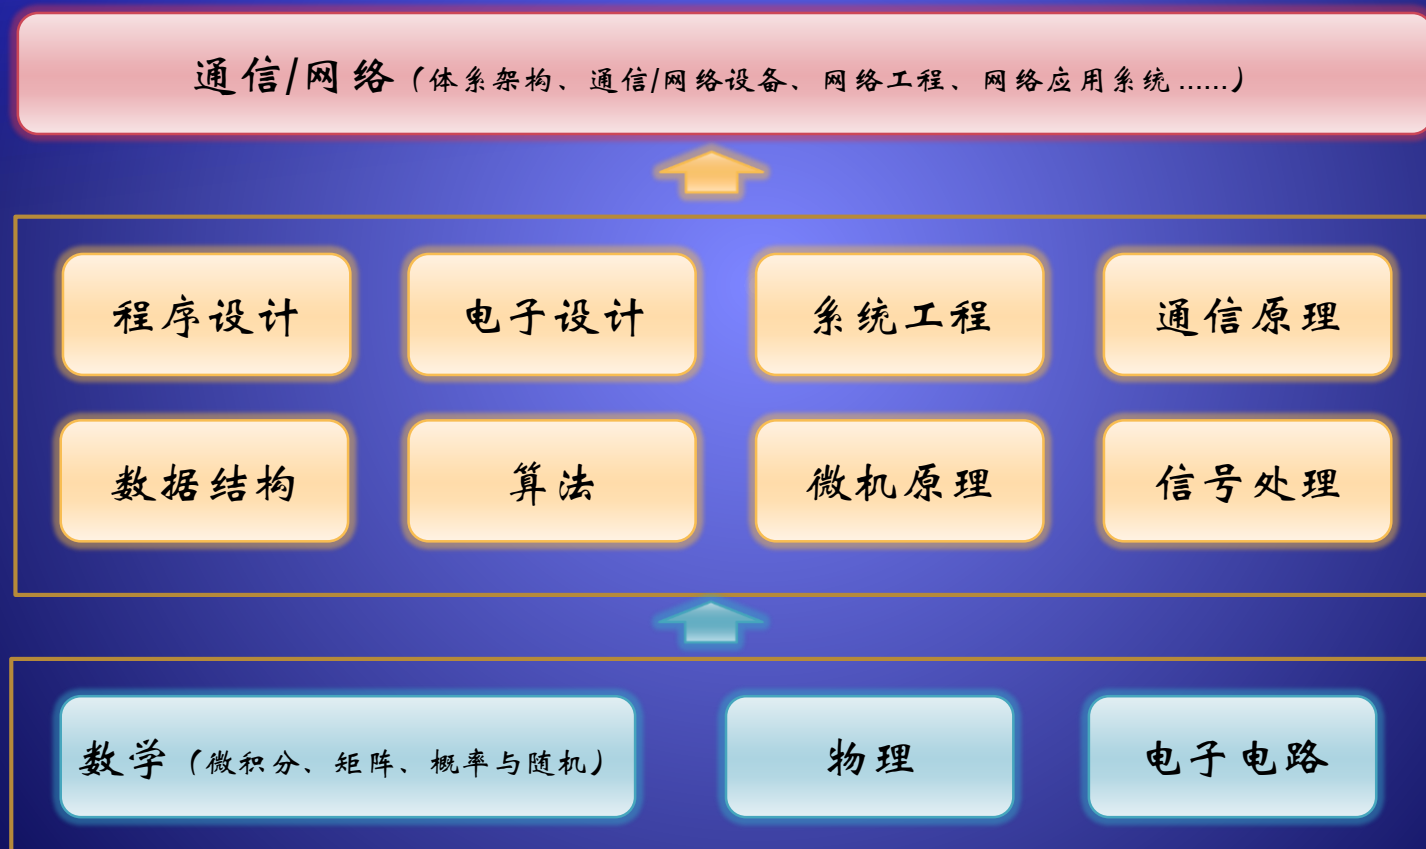 通信/网络（体系架构、通信/网络设备、网络工程、网络应用系统......）
程序设计 电子设计 系统工程 通信原理
数据结构 算法 微机原理 信号处理
数学（微积分、矩阵、概率与随机） 物理 电子电路